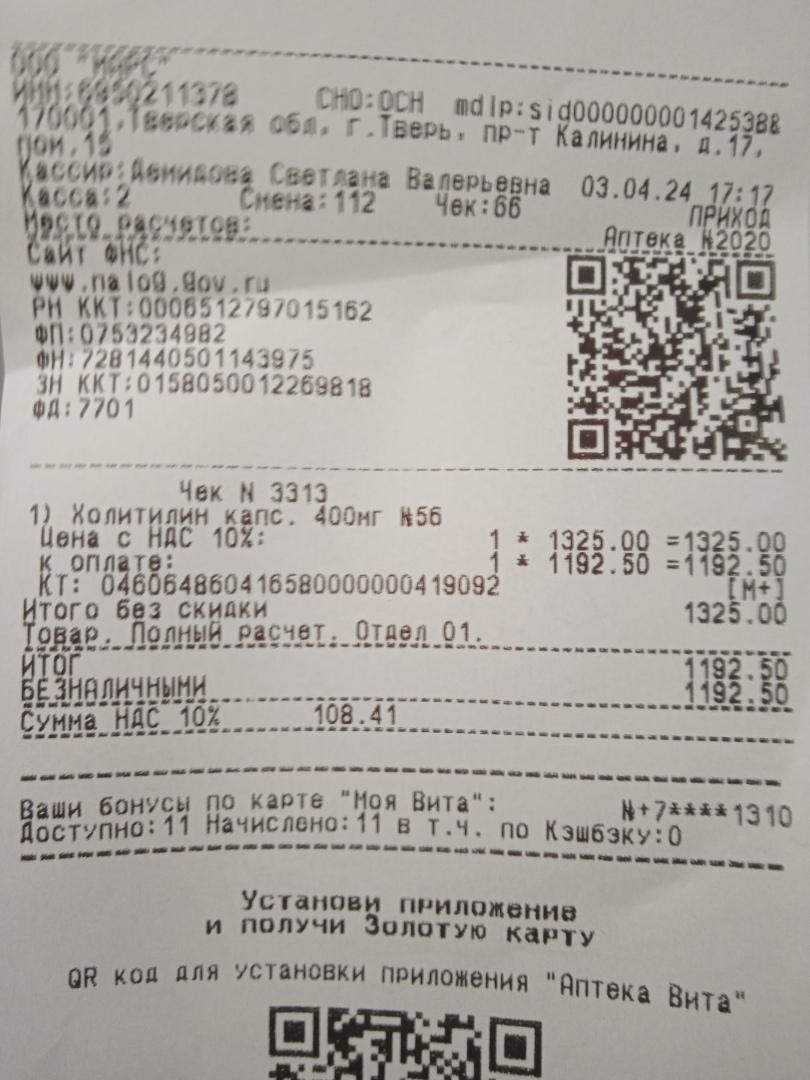 ООО "ИАРС"
ИНН:6950211378 СНО:ОСН mdlp:sid0000000014253886
170001,Тверская обл, г.Тверь, пр-т Калинина, д.17,
пом.15
Кассир:Демидова Светлана Валерьевна 03.04.24 17:17
Касса:2 Смена:112 Чек:66 ПРИХОД
Место расчетов: Аптека №2020
Сайт ФНС:
www.nalog.gov.ru
РН ККТ:0006512797015162
ФП:0753234982
ФН:7281440501143975
ЗН ККТ:0158050012269818
ФД:7701
Чек N 3313
1) Холитилин капс. 400мг №56
Цена с НДС 10%: 1 * 1325.00 =1325.00
к оплате: 1 * 1192.50 =1192.50
КТ: 04606486041658000000​0419092 [М+]
Итого без скидки 1325.00
Товар. Полный расчет. Отдел 01.
ИТОГ 1192.50
БЕЗНАЛИЧНЫМИ 1192.50
Сумма НДС 10% 108.41
Ваши бонусы по карте "Моя Вита": №+7****1310
Доступно:11 Начислено:11 в т.ч. по Кэшбэку:0
Установи приложение
и получи Золотую карту
QR код для установки приложения "Аптека Вита"